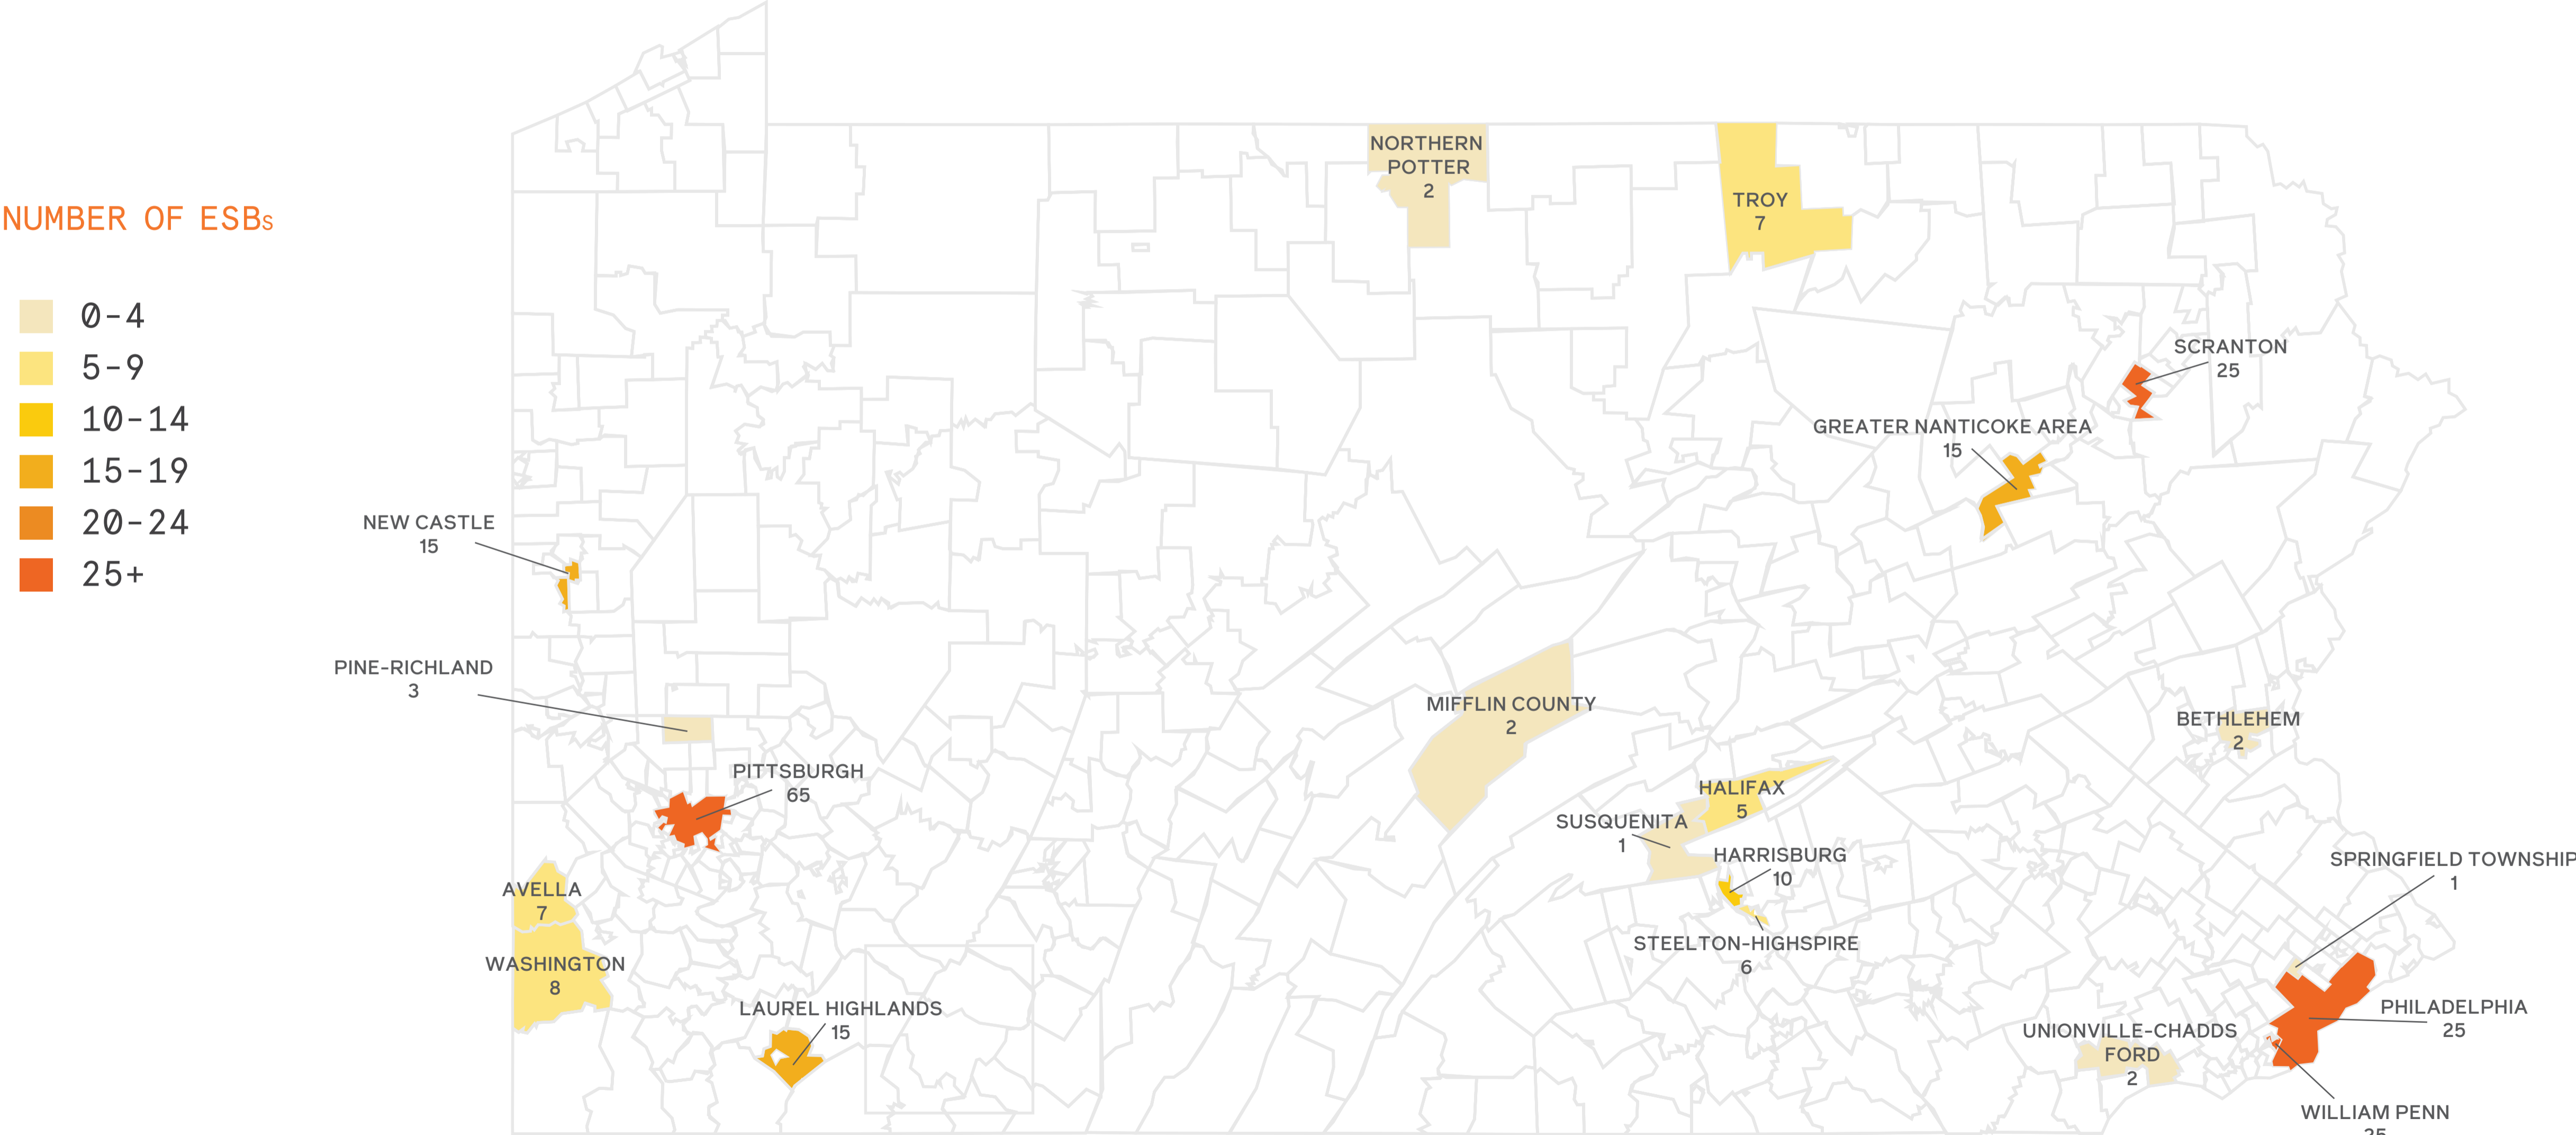 NUMBER OF ESBs
0-4
5-9
10-14
15-19
20-24
25+
NORTHERN
POTTER
2
TROY
7
SCRANTON
25
GREATER NANTICOKE AREA
15
NEW CASTLE
15
PINE-RICHLAND
3
MIFFLIN COUNTY
2
BETHLEHEM
2
PITTSBURGH
65
HALIFAX
5
SUSQUENITA
1
HARRISBURG
10
SPRINGFIELD TOWNSHIP
1
AVELLA
7
STEELTON-HIGHSPIRE
6
WASHINGTON
8
LAUREL HIGHLANDS
15
PHILADELPHIA
25
UNIONVILLE-CHADDS
FORD
2
WILLIAM PENN
25